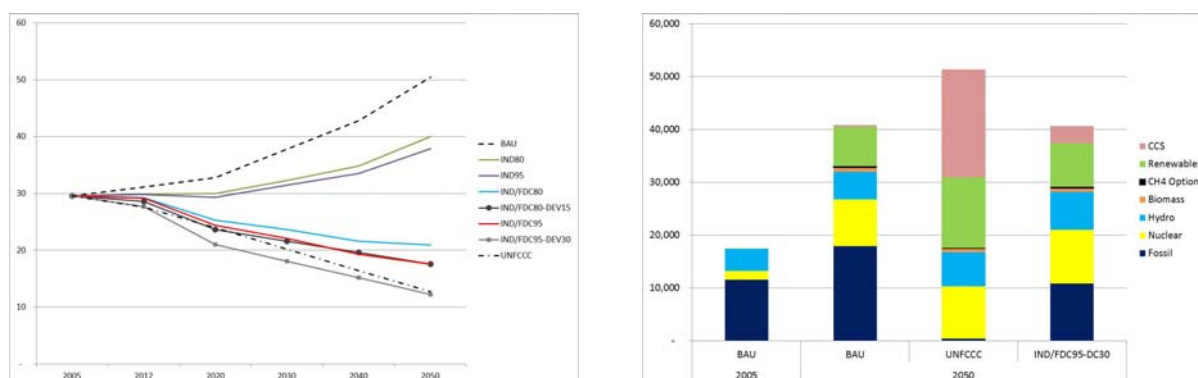 60
50
40
30
20
10
-
2005 2012 2020 2030 2040 2050
BAU
IND80
IND95
IND/FDC80
IND/FDC80-DEV15
IND/FDC95
IND/FDC95-DEV30
UNFCCC
60,000
50,000
40,000
30,000
20,000
10,000
-
BAU BAU UNFCCC IND/FDC95-DC30
2005 2050
CCS
Renewables
CH4 Option
Biomass
Hydro
Nuclear
Fossil